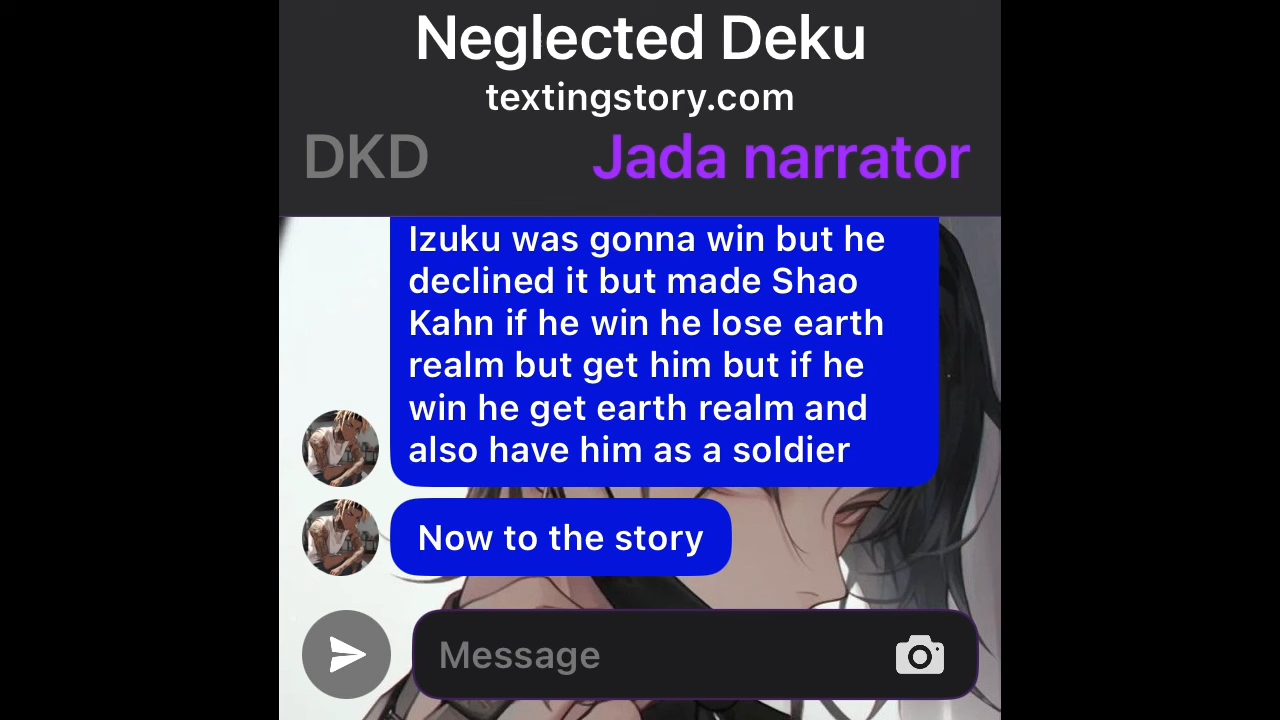 Neglected Deku
textingstory.com
DKD
Jada narrator
Izuku was gonna win but he
declined it but made Shao
Kahn if he win he lose earth
realm but get him but if he
win he get earth realm and
also have him as a soldier
Now to the story
Message